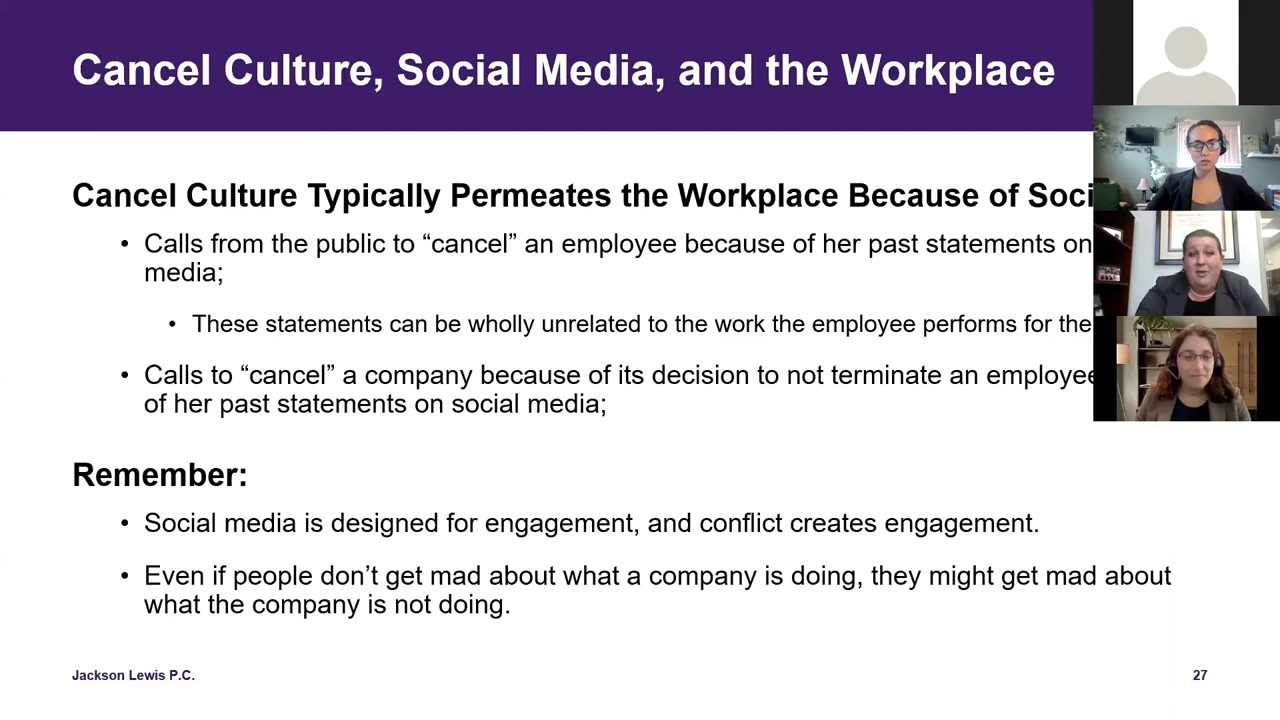 Cancel Culture, Social Media, and the Workplace
Cancel Culture Typically Permeates the Workplace Because of Soci
• Calls from the public to “cancel” an employee because of her past statements on
media;
• These statements can be wholly unrelated to the work the employee performs for the
• Calls to “cancel” a company because of its decision to not terminate an employee
of her past statements on social media;
Remember:
• Social media is designed for engagement, and conflict creates engagement.
• Even if people don’t get mad about what a company is doing, they might get mad about
what the company is not doing.
Jackson Lewis P.C.
27